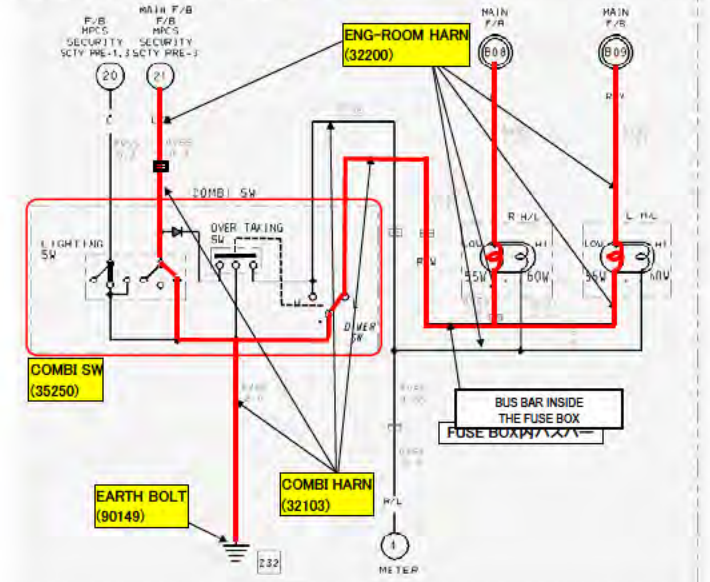 F/B
MPCS
SECURITY
SCTY PRE-1,3
20
MAIN F/B
F/B
MPCS
SECURITY
SCTY PRE-3
21
ENG-ROOM HARN
(32200)
MAIN
F/A
B08
MAIN
F/A
B09
COMBI SW
LIGHTING
SW
OVER TAKING
SW
R H/L
L H/L
LOW
HI
LOW
HI
55W
60W
55W
60W
R/W
DIMER
SW
COMBI SW
(35250)
BUS BAR INSIDE
THE FUSE BOX
FUSE BOX内バスバー
COMBI HARN
(32103)
EARTH BOLT
(90149)
R/L
232
4
METER